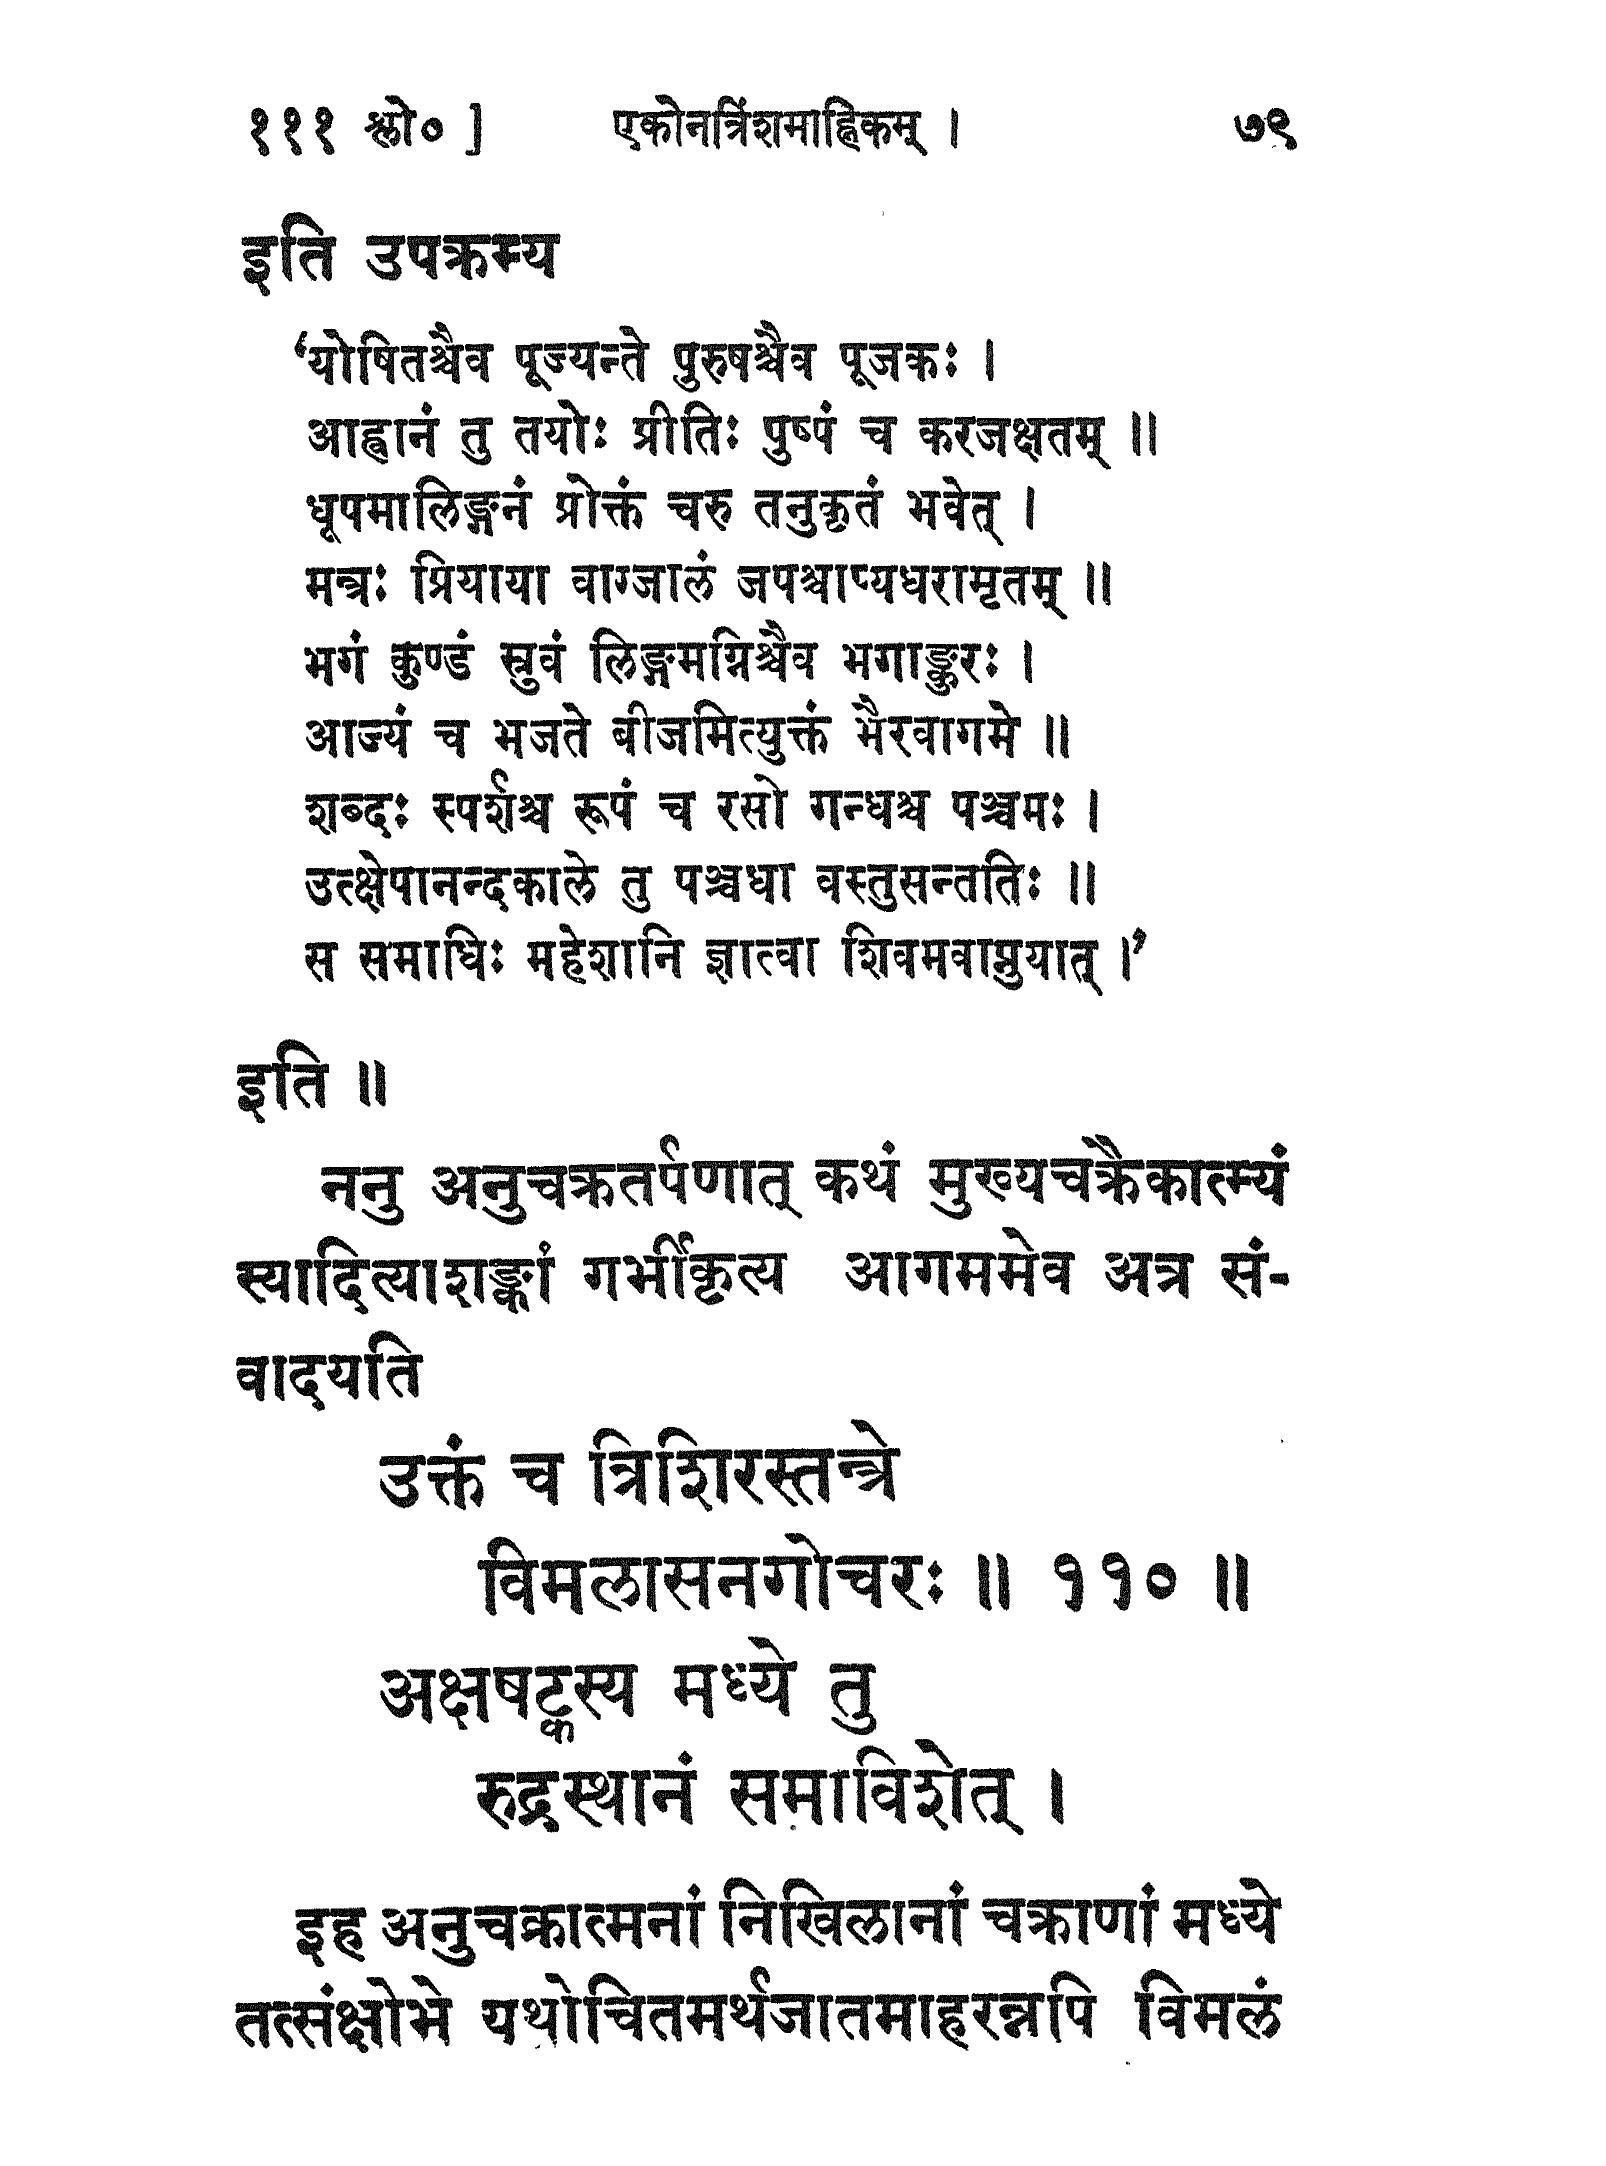 १११ श्लो० ] एकोनत्रिंशमाह्निकम् । ७९
इति उपक्रम्य
‘योषितश्चैव पूज्यन्ते पुरुषश्चैव पूजकः ।
आह्वानं तु तयोः प्रीतिः पुष्पं च करजक्षतम् ॥
धूपमालिङ्गनं प्रोक्तं चरु तनुकृतं भवेत् ।
मन्त्रः प्रियाया वाग्जालं जपश्चाप्यधरामृतम् ॥
भगं कुण्डं स्रुवं लिङ्गमग्निश्चैव भगाङ्कुरः ।
आज्यं च भजते बीजमित्युक्तं भैरवागमे ॥
शब्दः स्पर्शश्च रूपं च रसो गन्धश्च पञ्चमः ।
उत्क्षेपानन्दकाले तु पञ्चधा वस्तुसन्ततिः ॥
स समाधिः महेशानि ज्ञात्वा शिवमवाप्नुयात् ।’
इति ॥
ननु अनुचक्रतर्पणात् कथं मुख्यचक्रैकात्म्यं
स्यादित्याशङ्कां गर्भीकृत्य आगममेव अत्र सं-
वादयति
उक्तं च त्रिशिरस्तन्त्रे
विमलासनगोचरः ॥ ११० ॥
अक्षषट्कस्य मध्ये तु
रुद्रस्थानं समाविशेत् ।
इह अनुचक्रात्मनां निखिलानां चक्राणां मध्ये
तत्संक्षोभे यथोचितमर्थजातमाहरन्नपि विमलं